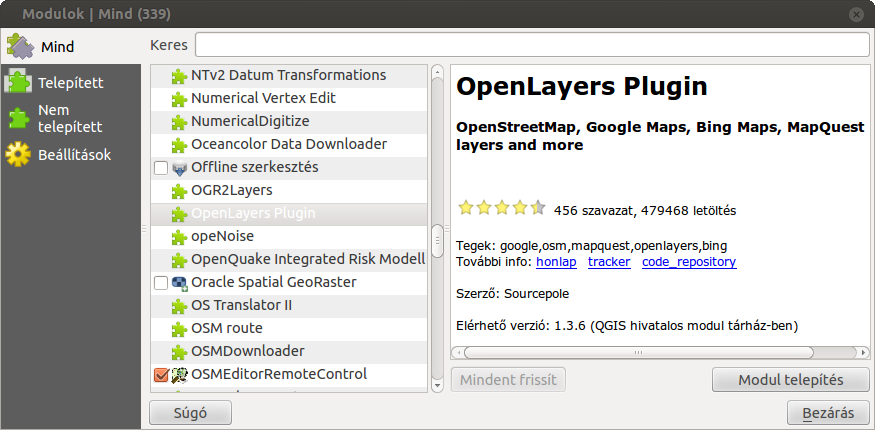 Modulok | Mind (339)
Mind
Telepített
Nem
telepített
Beállítások
Keres
NTv2 Datum Transformations
Numerical Vertex Edit
NumericalDigitize
Oceancolor Data Downloader
Offline szerkesztés
OGR2Layers
OpenLayers Plugin
opeNoise
OpenQuake Integrated Risk Modell
Oracle Spatial GeoRaster
OS Translator II
OSM route
OSMDownloader
OSMEditorRemoteControl
OpenLayers Plugin
OpenStreetMap, Google Maps, Bing Maps, MapQuest
layers and more
456 szavazat, 479468 letöltés
Tegek: google,osm,mapquest,openlayers,bing
További info: honlap tracker code_repository
Szerző: Sourcepole
Elérhető verzió: 1.3.6 (QGIS hivatalos modul tárház-ben)
Mindent frissít
Modul telepítés
Súgó
Bezárás